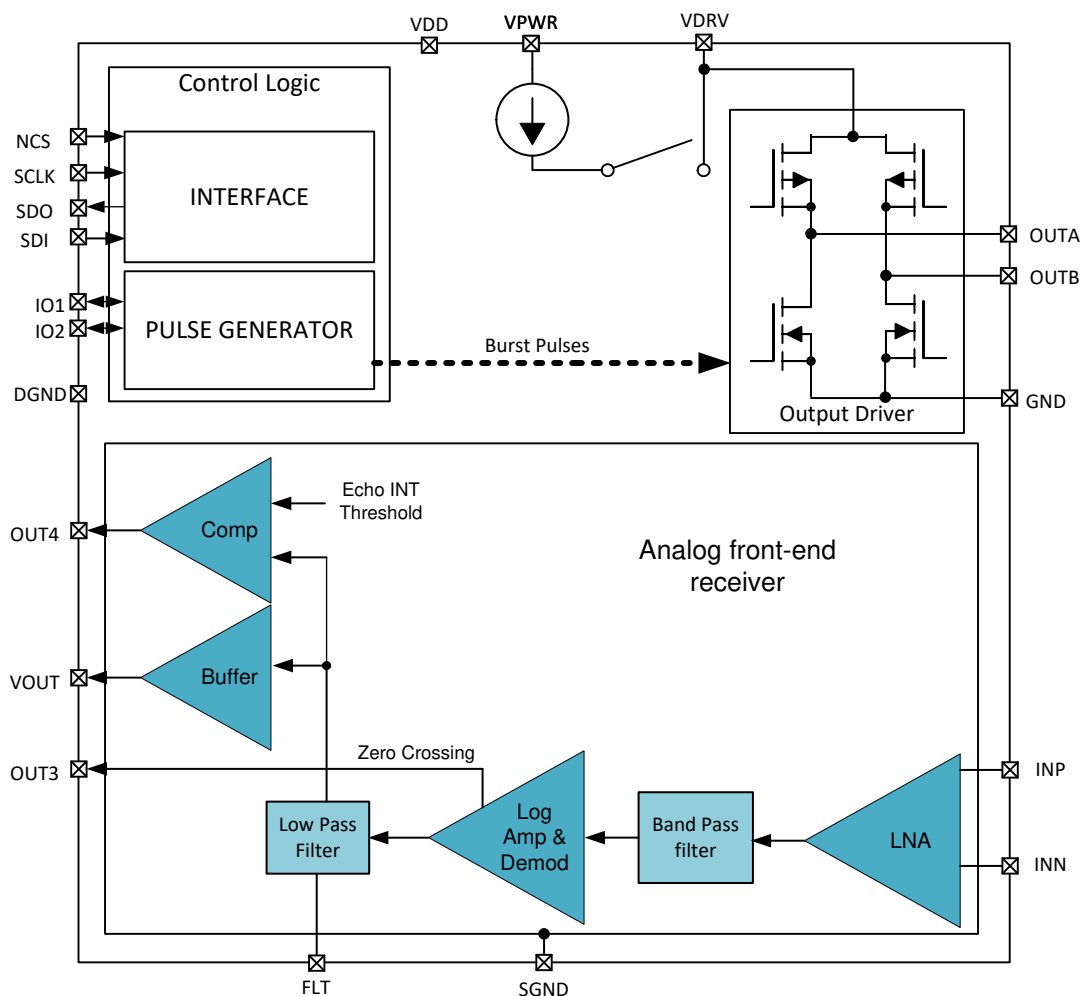 VDD
VPWR
VDRV
Control Logic
NCS
SCLK
SDO
SDI
INTERFACE
IO1
IO2
PULSE GENERATOR
DGND
Burst Pulses
OUTA
OUTB
GND
Output Driver
Echo INT
Threshold
Comp
OUT4
Analog front-end
receiver
Buffer
VOUT
Zero Crossing
OUT3
Low Pass
Filter
Log
Amp &
Demod
Band Pass
filter
LNA
INP
INN
FLT
SGND